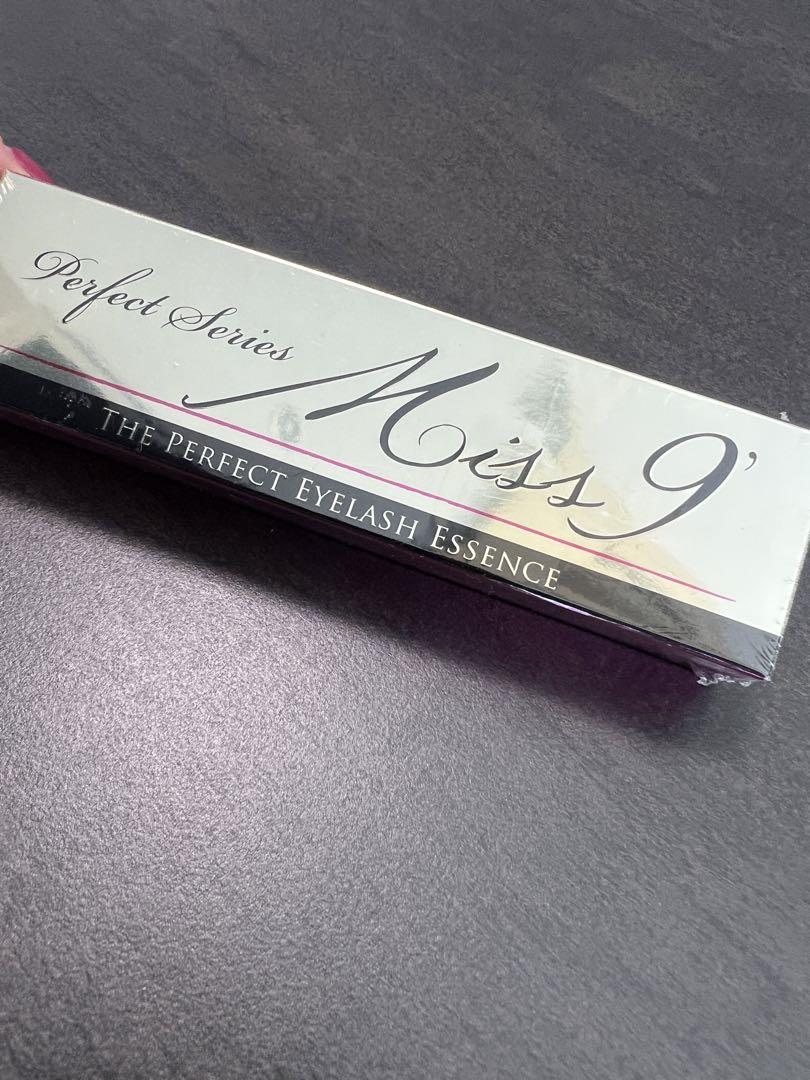 Perfect Series Miss 9'
THE PERFECT EYELASH ESSENCE